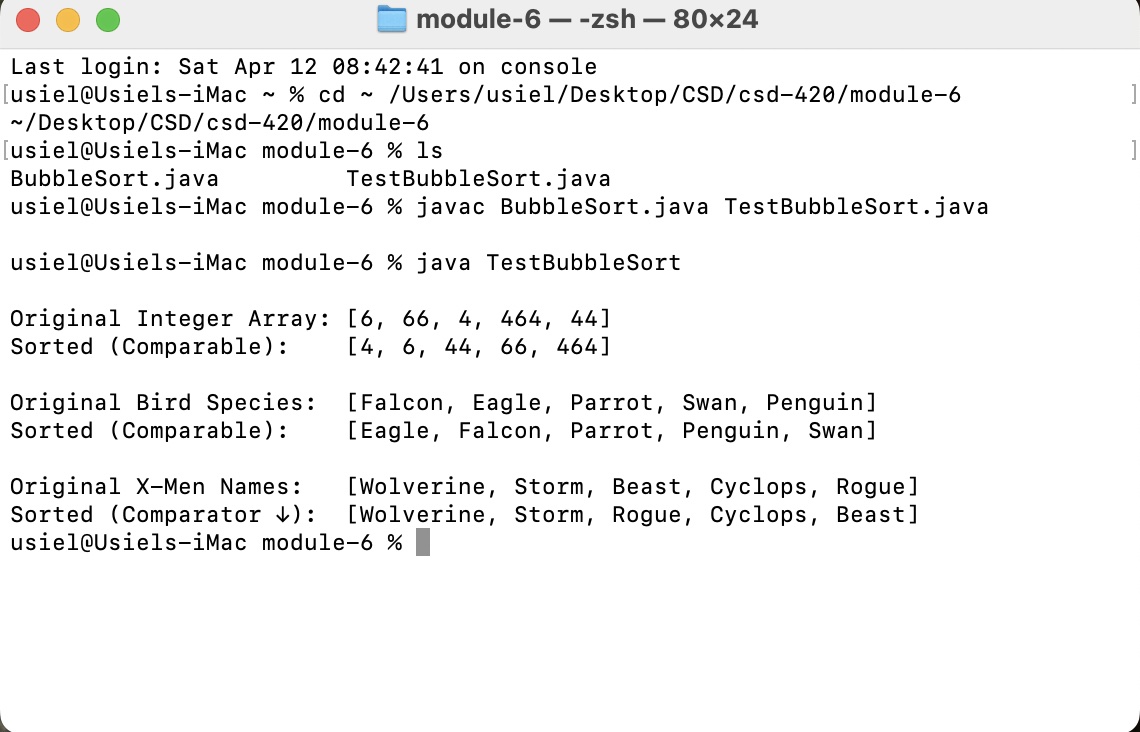 module-6 — -zsh — 80×24
Last login: Sat Apr 12 08:42:41 on console
[usiel@Usiels-iMac ~ % cd ~ /Users/usiel/Desktop/CSD/csd-420/module-6 ]
~/Desktop/CSD/csd-420/module-6
[usiel@Usiels-iMac module-6 % ls ]
BubbleSort.java         TestBubbleSort.java
usiel@Usiels-iMac module-6 % javac BubbleSort.java TestBubbleSort.java
usiel@Usiels-iMac module-6 % java TestBubbleSort
Original Integer Array: [6, 66, 4, 464, 44]
Sorted (Comparable):    [4, 6, 44, 66, 464]
Original Bird Species:  [Falcon, Eagle, Parrot, Swan, Penguin]
Sorted (Comparable):    [Eagle, Falcon, Parrot, Penguin, Swan]
Original X-Men Names:   [Wolverine, Storm, Beast, Cyclops, Rogue]
Sorted (Comparator ↓):  [Wolverine, Storm, Rogue, Cyclops, Beast]
usiel@Usiels-iMac module-6 %